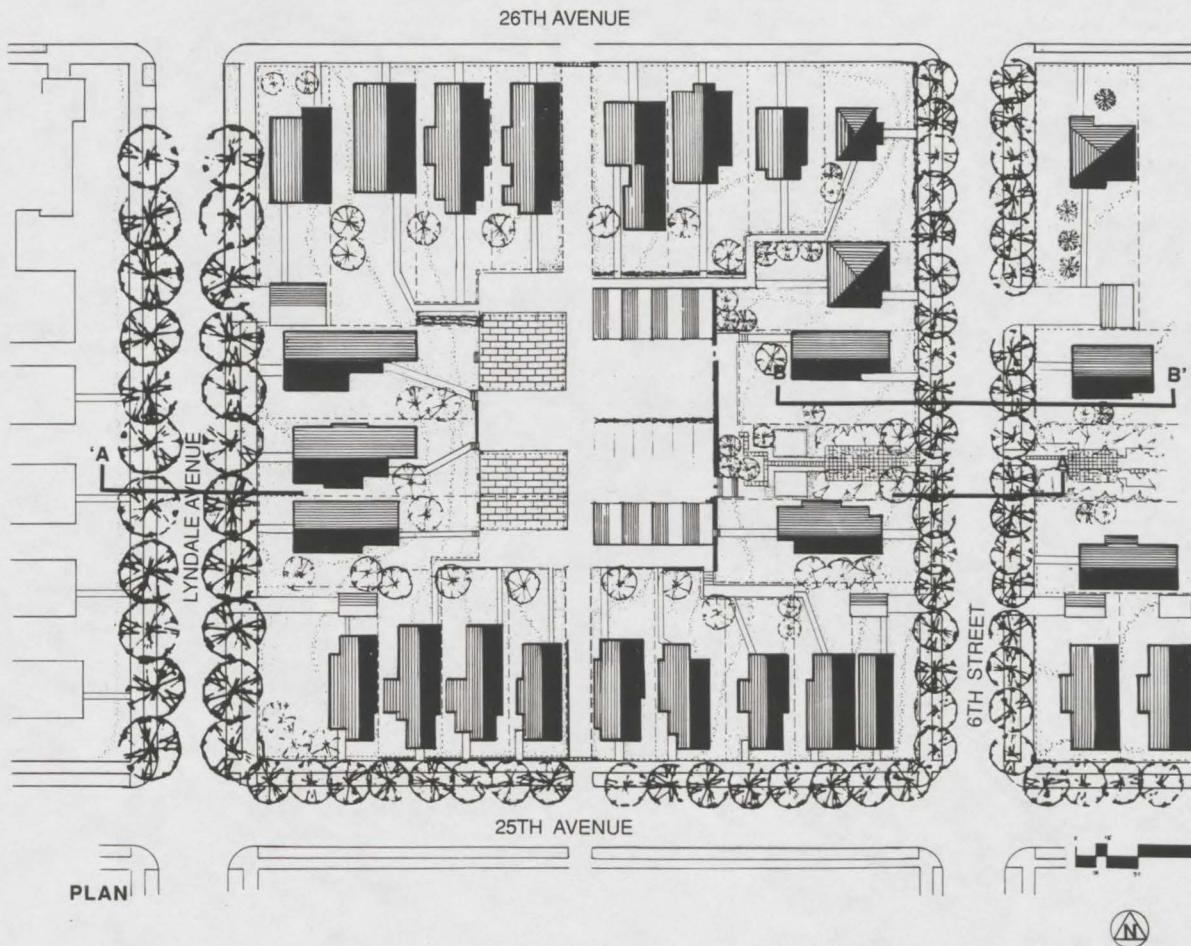 26TH AVENUE
B
B'
'A
LYNDALE AVENUE
A
6TH STREET
25TH AVENUE
PLAN
N